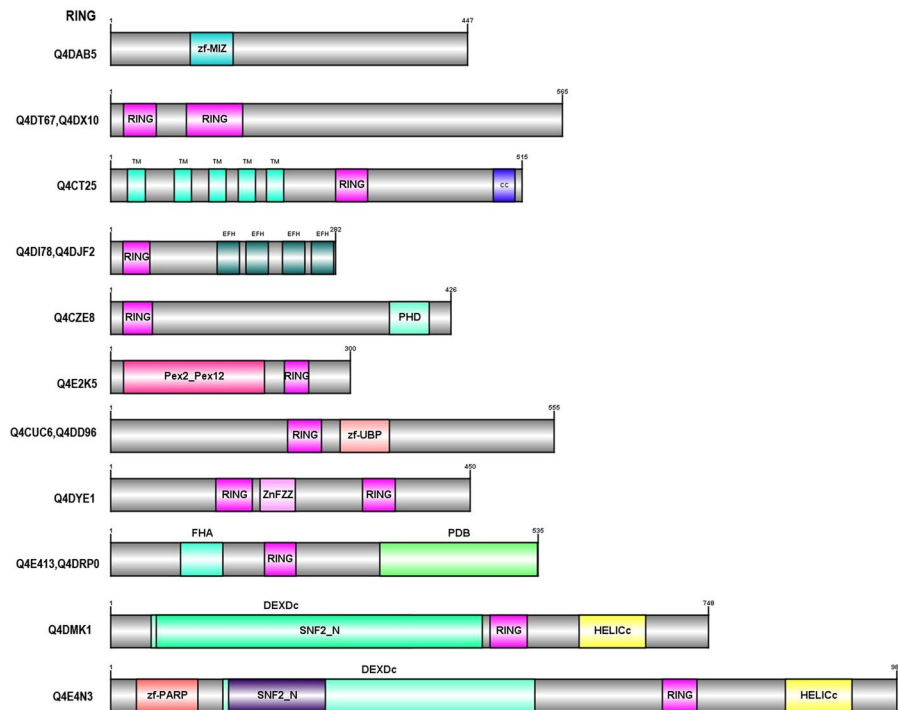 RING
1 447
Q4DAB5 zf-MIZ
1 565
Q4DT67,Q4DX10 RING RING
1 515
TM TM TM TM TM
Q4CT25 RING CC
1 282
EFH EFH EFH EFH
Q4DI78,Q4DJF2 RING
1 426
Q4CZE8 RING PHD
1 300
Q4E2K5 Pex2_Pex12 RING
1 555
Q4CUC6,Q4DD96 RING zf-UBP
1 450
Q4DYE1 RING ZnFZZ RING
1 535
FHA PDB
Q4E413,Q4DRP0 RING
1 748
DEXDc
Q4DMK1 SNF2_N RING HELICc
1
DEXDc
Q4E4N3 zf-PARP SNF2_N RING HELICc